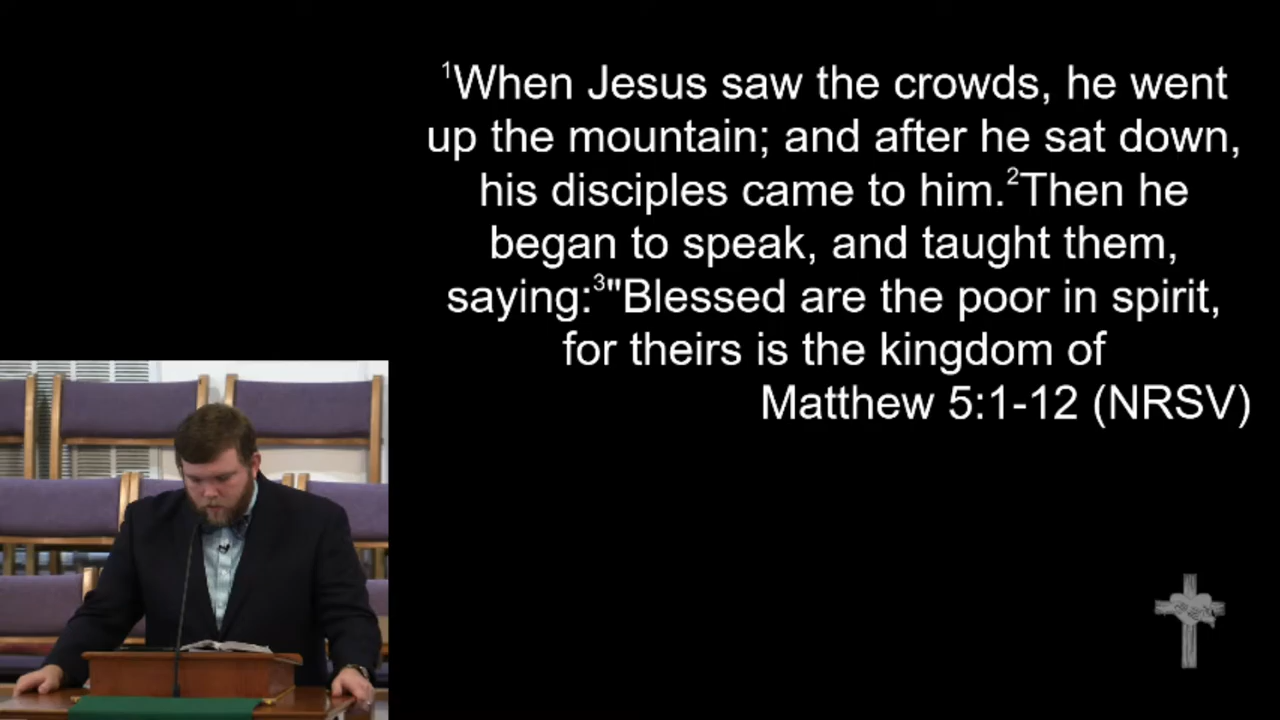 ¹When Jesus saw the crowds, he went
up the mountain; and after he sat down,
his disciples came to him.²Then he
began to speak, and taught them,
saying:³"Blessed are the poor in spirit,
for theirs is the kingdom of
Matthew 5:1-12 (NRSV)